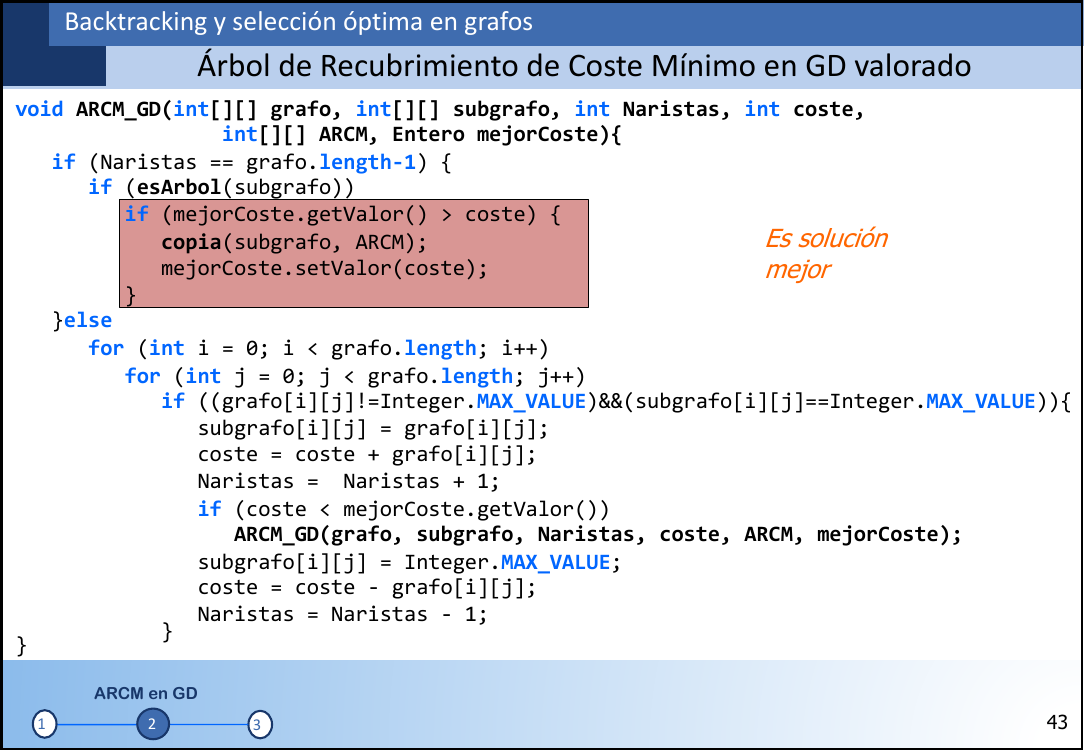 Backtracking y selección óptima en grafos
Árbol de Recubrimiento de Coste Mínimo en GD valorado
void ARCM_GD(int[][] grafo, int[][] subgrafo, int Naristas, int coste,
int[][] ARCM, Entero mejorCoste){
if (Naristas == grafo.length-1) {
if (esArbol(subgrafo))
if (mejorCoste.getValor() > coste) {
copia(subgrafo, ARCM);
mejorCoste.setValor(coste);
}
Es solución
mejor
}else
for (int i = 0; i < grafo.length; i++)
for (int j = 0; j < grafo.length; j++)
if ((grafo[i][j]!=Integer.MAX_VALUE)&&(subgrafo[i][j]==Integer.MAX_VALUE)){
subgrafo[i][j] = grafo[i][j];
coste = coste + grafo[i][j];
Naristas =  Naristas + 1;
if (coste < mejorCoste.getValor())
ARCM_GD(grafo, subgrafo, Naristas, coste, ARCM, mejorCoste);
subgrafo[i][j] = Integer.MAX_VALUE;
coste = coste - grafo[i][j];
Naristas = Naristas - 1;
}
}
ARCM en GD
1 2 3
43